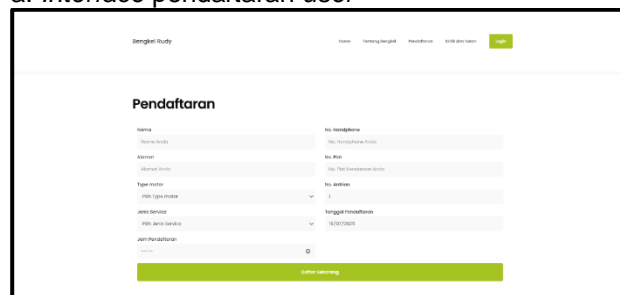 a. Interface pendaftaran user
Bengkel Rudy
Home Tentang Bengkel Pendaftaran Kritik dan Saran Login
Pendaftaran
Nama
No. Handphone
Nama Anda
No. Handphone Anda
Alamat
No. Plat
Alamat Anda
No. Plat Kendaraan Anda
Type motor
No. Antrian
Pilih Type motor
1
Jenis Service
Tanggal Pendaftaran
Pilih Jenis Service
Jam Pendaftaran
--:--
Daftar Sekarang